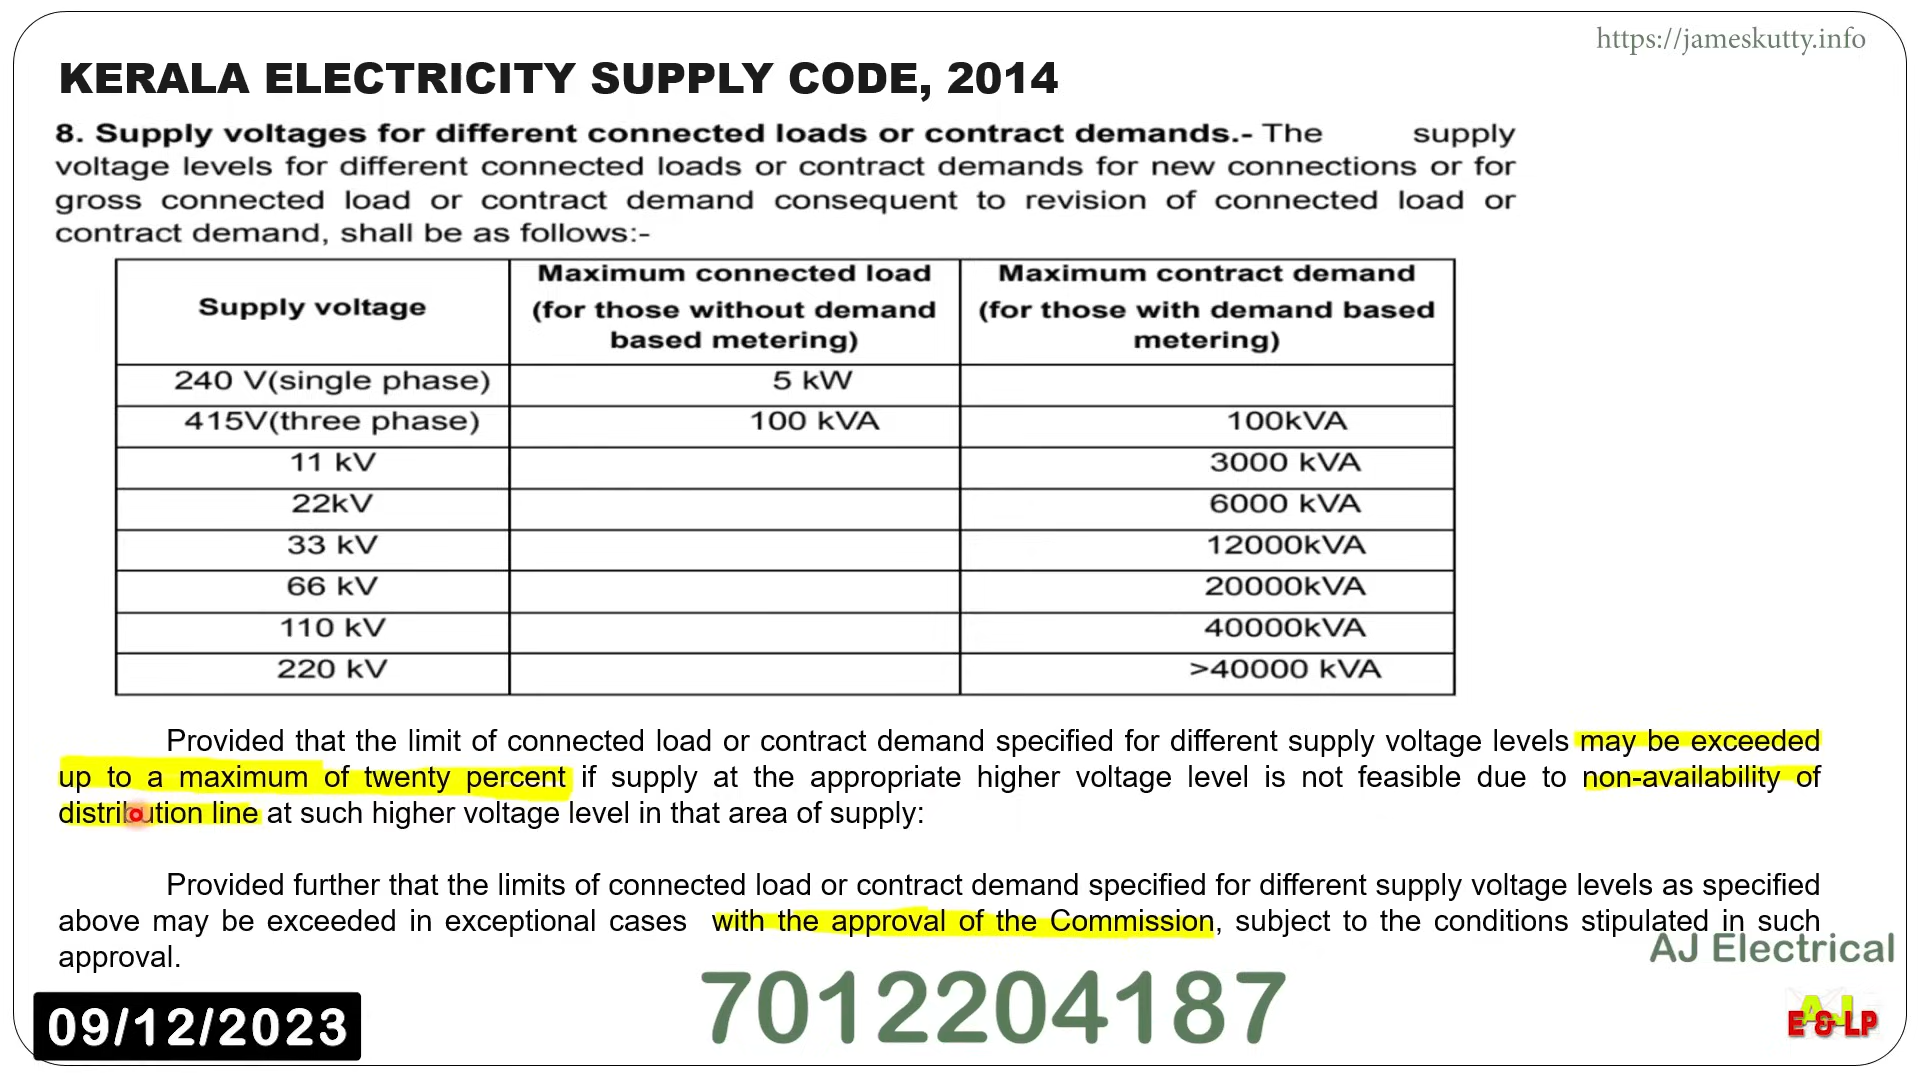 https://jameskutty.info
KERALA ELECTRICITY SUPPLY CODE, 2014
8. Supply voltages for different connected loads or contract demands.- The supply
voltage levels for different connected loads or contract demands for new connections or for
gross connected load or contract demand consequent to revision of connected load or
contract demand, shall be as follows:-
Supply voltage Maximum connected load (for those without demand based metering) Maximum contract demand (for those with demand based metering)
240 V(single phase) 5 kW
415V(three phase) 100 kVA 100kVA
11 kV 3000 kVA
22kV 6000 kVA
33 kV 12000kVA
66 kV 20000kVA
110 kV 40000kVA
220 kV >40000 kVA
Provided that the limit of connected load or contract demand specified for different supply voltage levels may be exceeded
up to a maximum of twenty percent if supply at the appropriate higher voltage level is not feasible due to non-availability of
distribution line at such higher voltage level in that area of supply:
Provided further that the limits of connected load or contract demand specified for different supply voltage levels as specified
above may be exceeded in exceptional cases with the approval of the Commission, subject to the conditions stipulated in such
approval.
AJ Electrical
7012204187
09/12/2023
AJ
E & LP